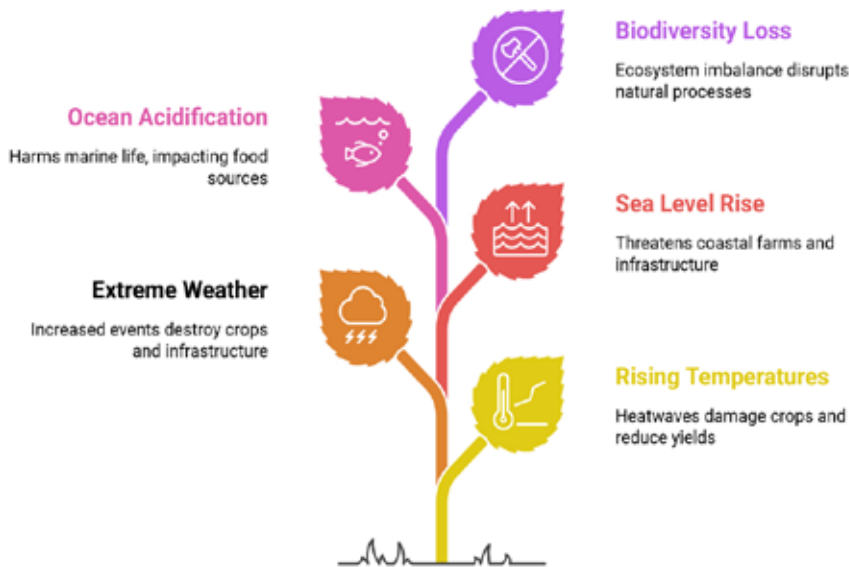 Biodiversity Loss
Ecosystem imbalance disrupts
natural processes
Ocean Acidification
Harms marine life, impacting food
sources
Sea Level Rise
Threatens coastal farms and
infrastructure
Extreme Weather
Increased events destroy crops
and infrastructure
Rising Temperatures
Heatwaves damage crops and
reduce yields